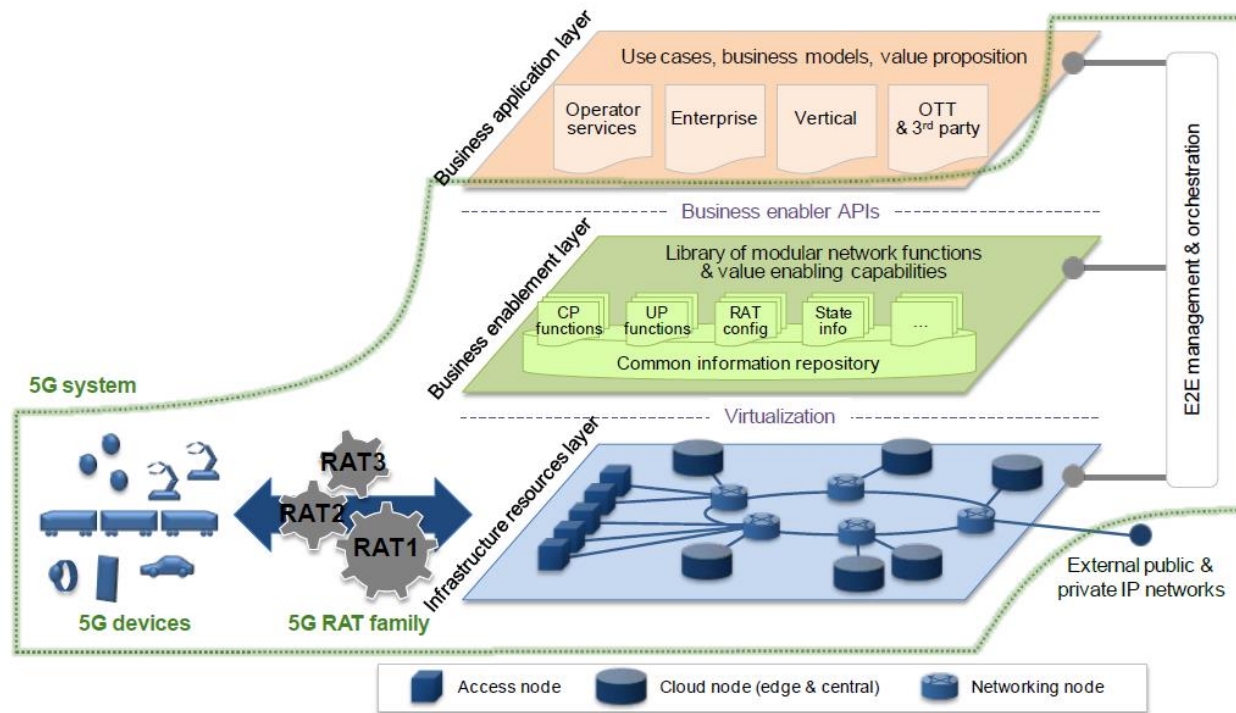 Business application layer
Use cases, business models, value proposition
Operator
services
Enterprise
Vertical
OTT
& 3rd party
Business enabler APIs
Business enablement layer
Library of modular network functions
& value enabling capabilities
CP
functions
UP
functions
RAT
config
State
info
...
Common information repository
E2E management & orchestration
5G system
Virtualization
Infrastructure resources layer
RAT3
RAT2
RAT1
External public &
private IP networks
5G devices
5G RAT family
Access node
Cloud node (edge & central)
Networking node